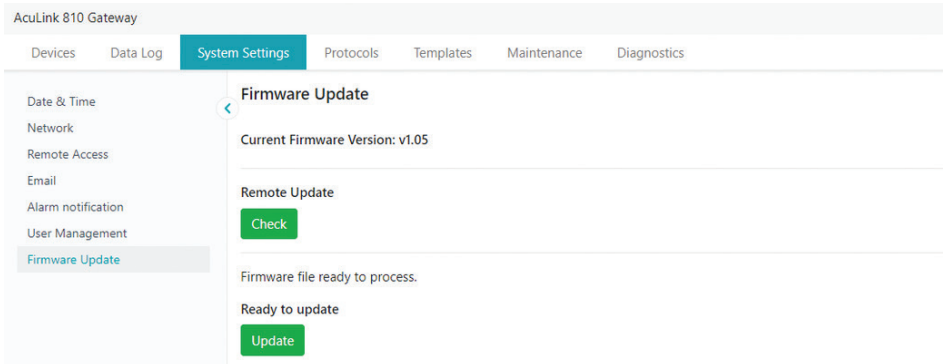 AcuLink 810 Gateway
Devices Data Log System Settings Protocols Templates Maintenance Diagnostics
Date & Time
Network
Remote Access
Email
Alarm notification
User Management
Firmware Update
Firmware Update
Current Firmware Version: v1.05
Remote Update
Check
Firmware file ready to process.
Ready to update
Update